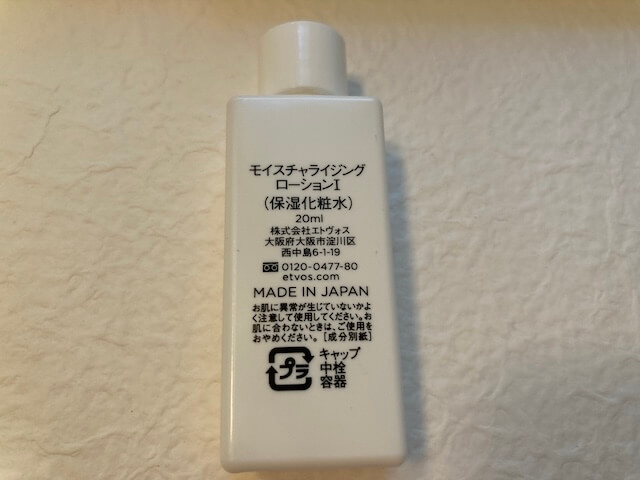 モイスチャライジング
ローションI
(保湿化粧水)
20ml
株式会社エトヴォス
大阪府大阪市淀川区
西中島6-1-19
0120-0477-80
etvos.com
MADE IN JAPAN
お肌に異常が生じていないかよ
く注意して使用してください。お
肌に合わないときは、ご使用を
おやめください。[成分別紙]
プラ
キャップ
中栓
容器